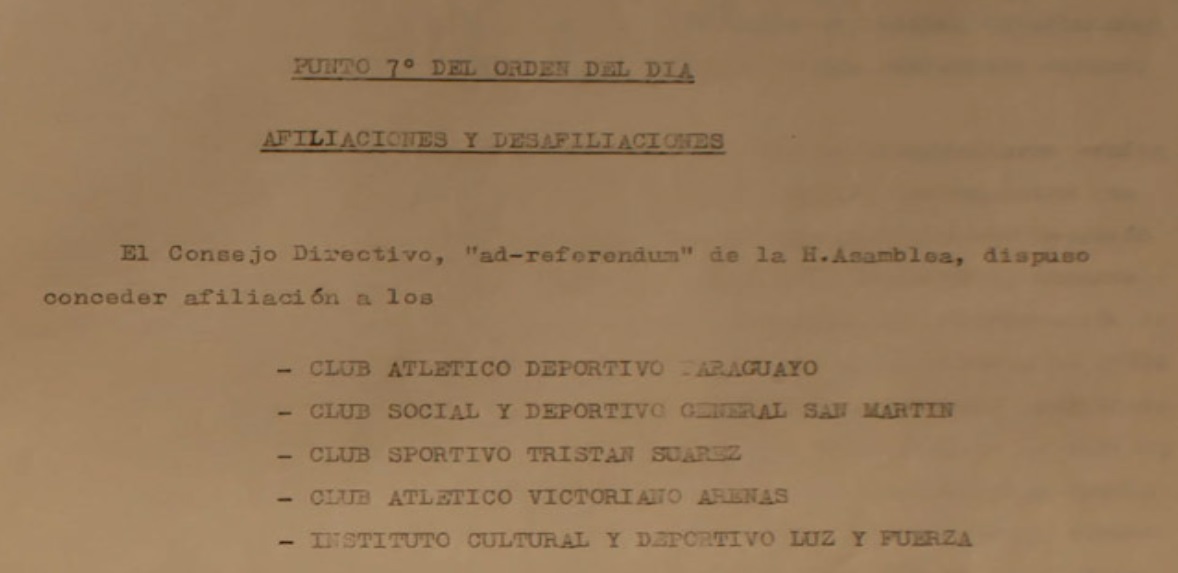 PUNTO 7° DEL ORDEN DEL DIA
AFILIACIONES Y DESAFILIACIONES
El Consejo Directivo, "ad-referendum" de la H.Asamblea, dispuso
conceder afiliación a los
- CLUB ATLETICO DEPORTIVO PARAGUAYO
- CLUB SOCIAL Y DEPORTIVO GENERAL SAN MARTIN
- CLUB SPORTIVO TRISTAN SUAREZ
- CLUB ATLETICO VICTORIANO ARENAS
- INSTITUTO CULTURAL Y DEPORTIVO LUZ Y FUERZA